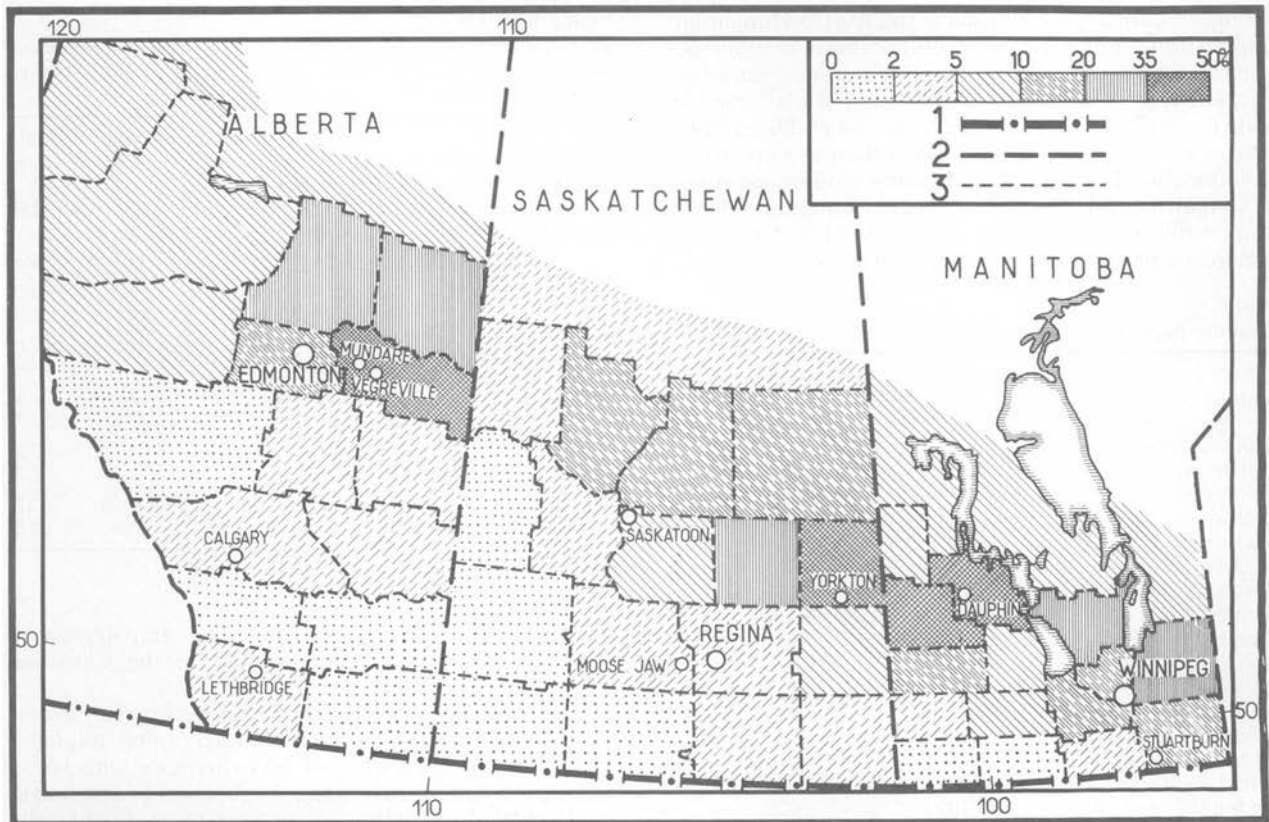 120
110
0 2 5 10 20 35 50%
1
2
3
ALBERTA
SASKATCHEWAN
MANITOBA
MUNDARE
EDMONTON
VEGREVILLE
CALGARY
SASKATOON
YORKTON
DAUPHIN
50
REGINA
MOOSE JAW
WINNIPEG
LETHBRIDGE
50
STUARTBURN
110
100